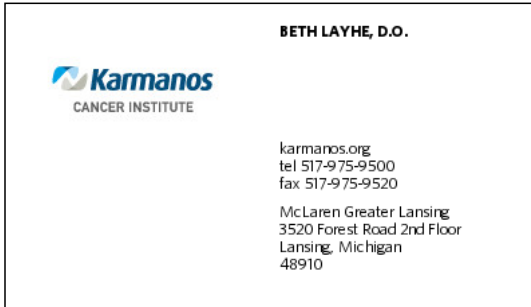 BETH LAYHE, D.O.
Karmanos
CANCER INSTITUTE
karmanos.org
tel 517-975-9500
fax 517-975-9520
McLaren Greater Lansing
3520 Forest Road 2nd Floor
Lansing, Michigan
48910